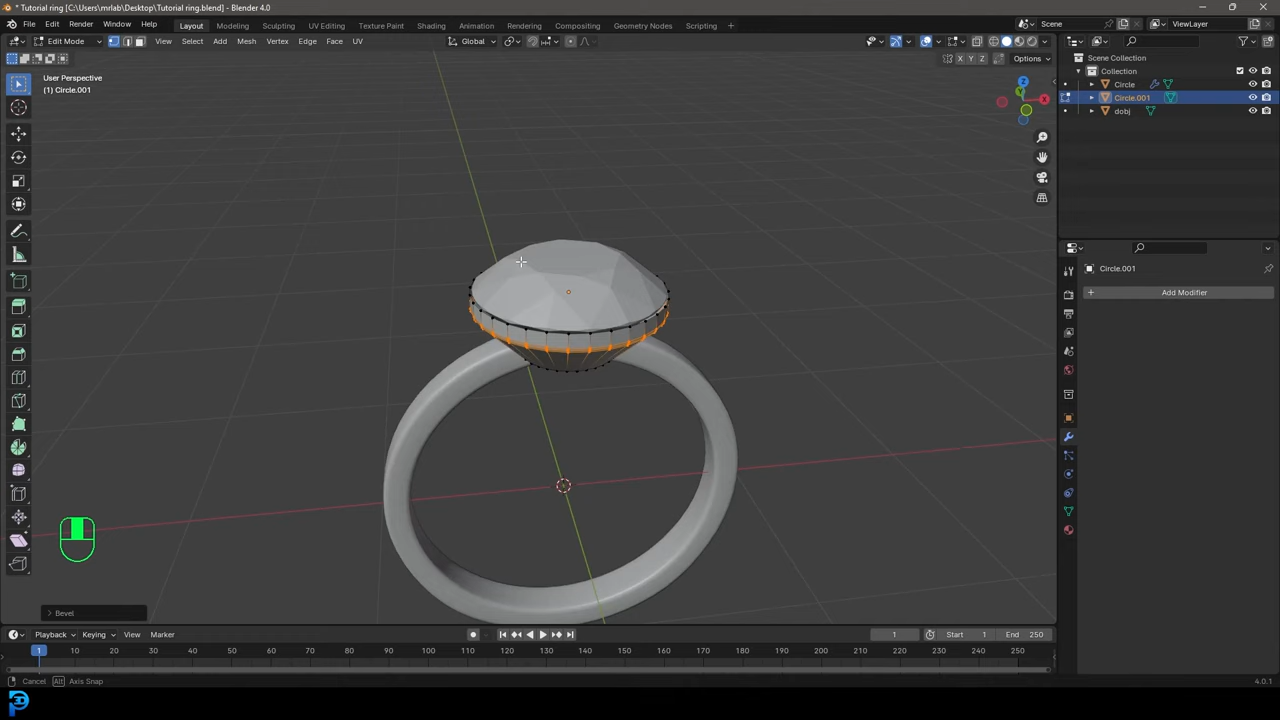 * Tutorial ring [C:\Users\mrlab\Desktop\Tutorial ring.blend] - Blender 4.0
File Edit Render Window Help Layout Modeling Sculpting UV Editing Texture Paint Shading Animation Rendering Compositing Geometry Nodes Scripting + Scene ViewLayer
Edit Mode View Select Add Mesh Vertex Edge Face UV Global
X Y Z Options
User Perspective
(1) Circle.001
Scene Collection
Collection
Circle
Circle.001
dobj
Z
Y
X
Circle.001
+ Add Modifier
> Bevel
Playback Keying View Marker 1 Start 1 End 250
1 10 20 30 40 50 60 70 80 90 100 110 120 130 140 150 160 170 180 190 200 210 220 230 240 250
Cancel Alt Axis Snap 4.0.1